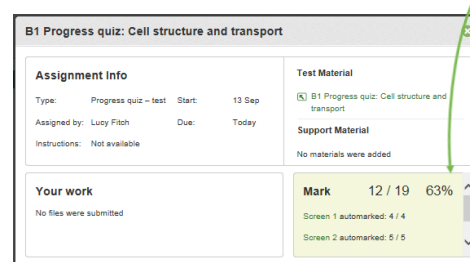 B1 Progress quiz: Cell structure and transport
Assignment Info
Type: Progress quiz – test Start: 13 Sep
Assigned by: Lucy Fitch Due: Today
Instructions: Not available
Test Material
B1 Progress quiz: Cell structure and
transport
Support Material
No materials were added
Your work
No files were submitted
Mark 12 / 19 63%
Screen 1 automarked: 4 / 4
Screen 2 automarked: 5 / 5